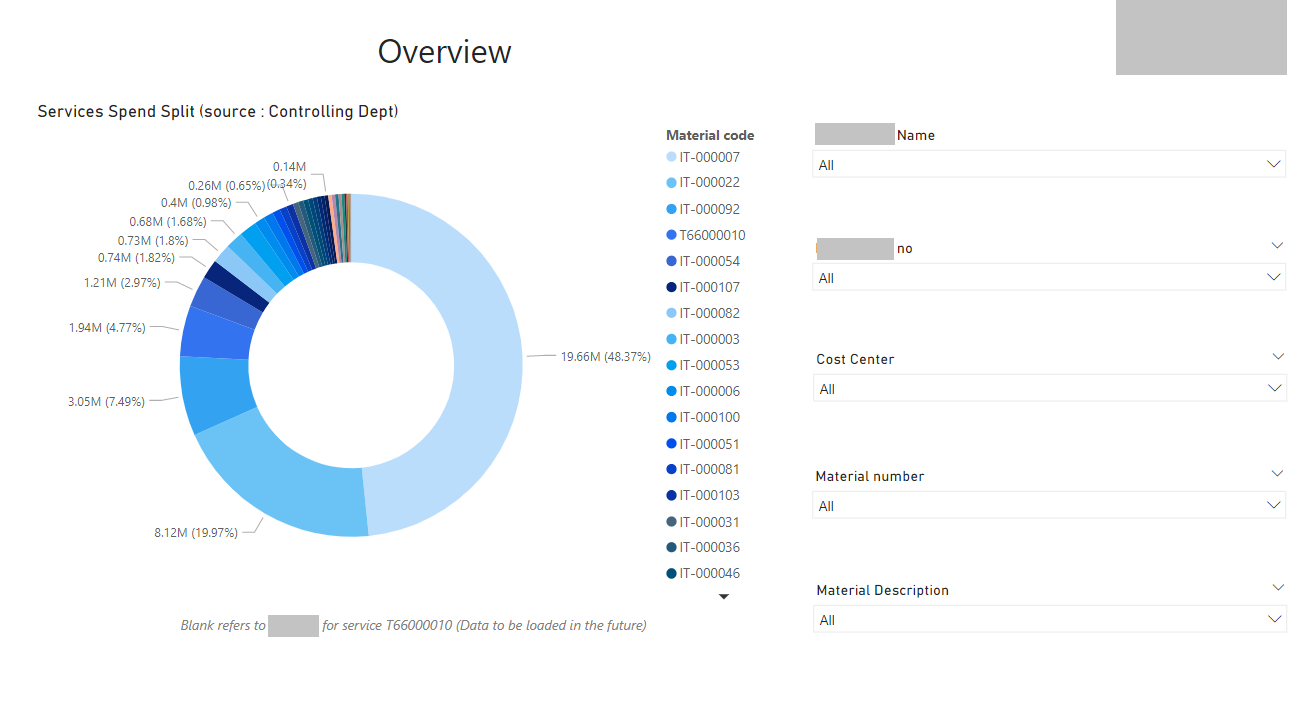 Overview
Services Spend Split (source : Controlling Dept)
0.14M
(0.34%)
0.26M (0.65%)
0.4M (0.98%)
0.68M (1.68%)
0.73M (1.8%)
0.74M (1.82%)
1.21M (2.97%)
1.94M (4.77%)
3.05M (7.49%)
8.12M (19.97%)
19.66M (48.37%)
Material code
IT-000007
IT-000022
IT-000092
T66000010
IT-000054
IT-000107
IT-000082
IT-000003
IT-000053
IT-000006
IT-000100
IT-000051
IT-000081
IT-000103
IT-000031
IT-000036
IT-000046
Blank refers to for service T66000010 (Data to be loaded in the future)
Name
All
no
All
Cost Center
All
Material number
All
Material Description
All